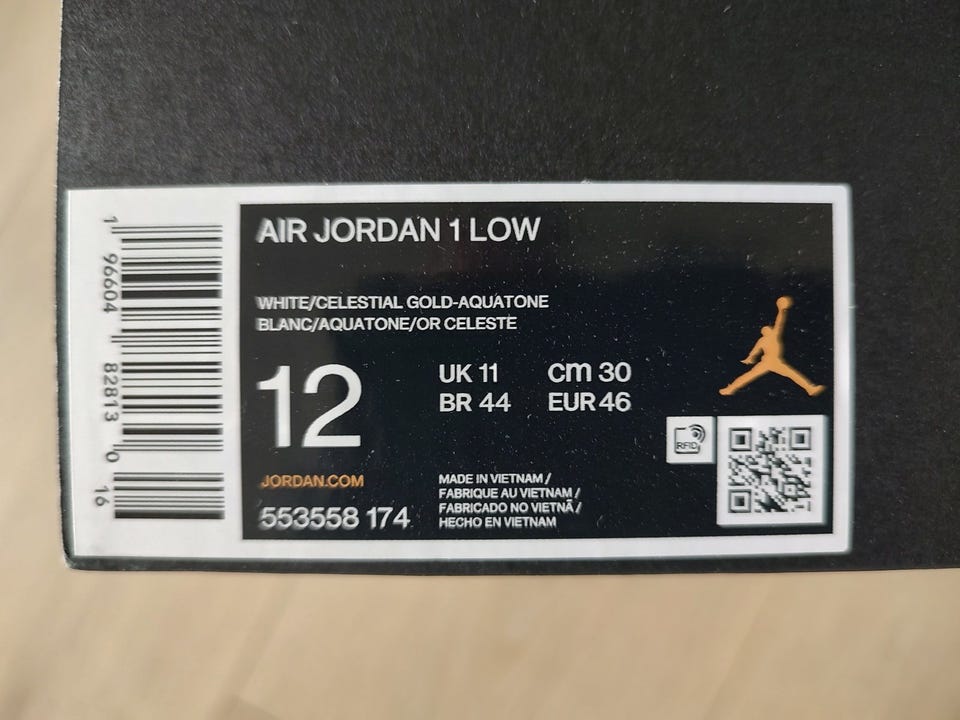 AIR JORDAN 1 LOW
WHITE/CELESTIAL GOLD-AQUATONE
BLANC/AQUATONE/OR CELESTE
12
UK 11 cm 30
BR 44 EUR 46
JORDAN.COM
553558 174
MADE IN VIETNAM /
FABRIQUE AU VIETNAM /
FABRICADO NO VIETNÃ /
HECHO EN VIETNAM
RFID
1 96604 82813 0 16